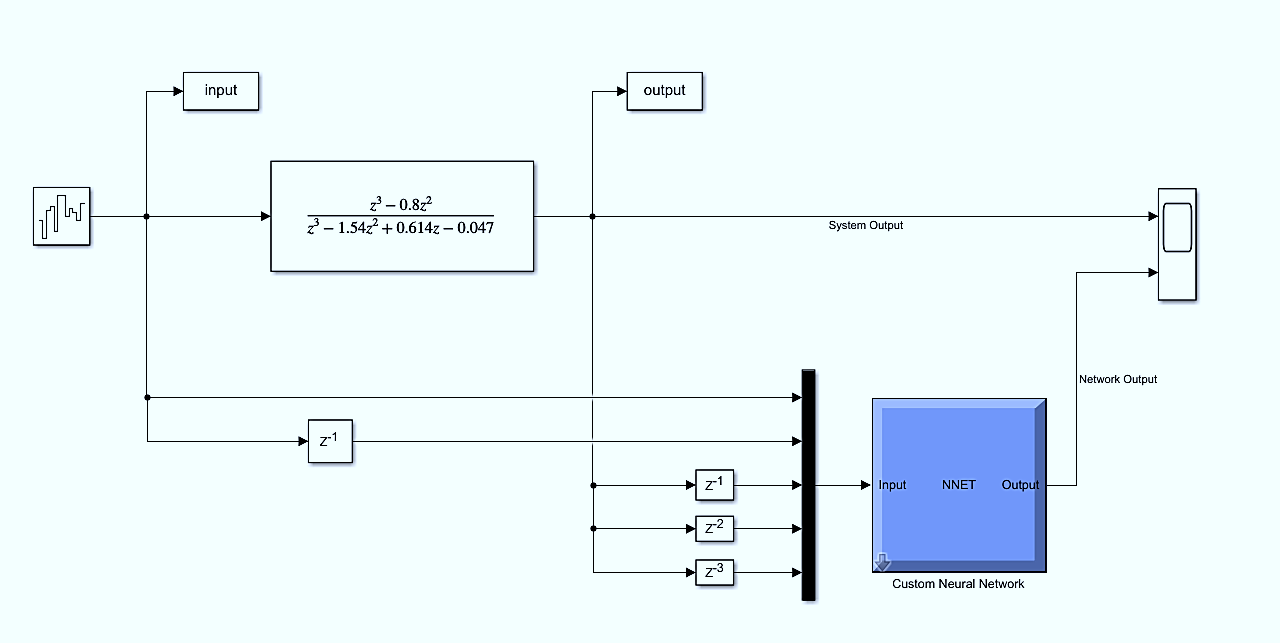 input
output
z³ − 0.8z²
z³ − 1.54z² + 0.614z − 0.047
System Output
Network Output
z⁻¹
z⁻¹
z⁻²
z⁻³
Input NNET Output
Custom Neural Network